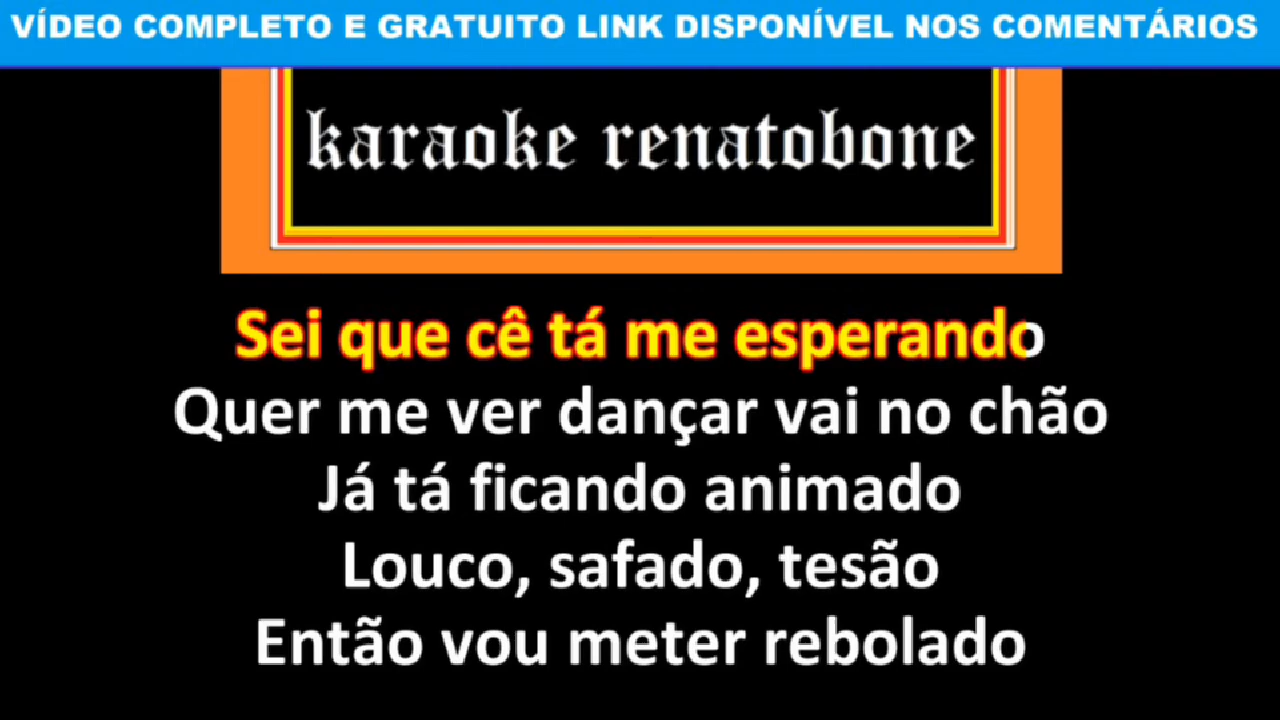 VÍDEO COMPLETO E GRATUITO LINK DISPONÍVEL NOS COMENTÁRIOS
karaoke renatobone
Sei que cê tá me esperando
Quer me ver dançar vai no chão
Já tá ficando animado
Louco, safado, tesão
Então vou meter rebolado